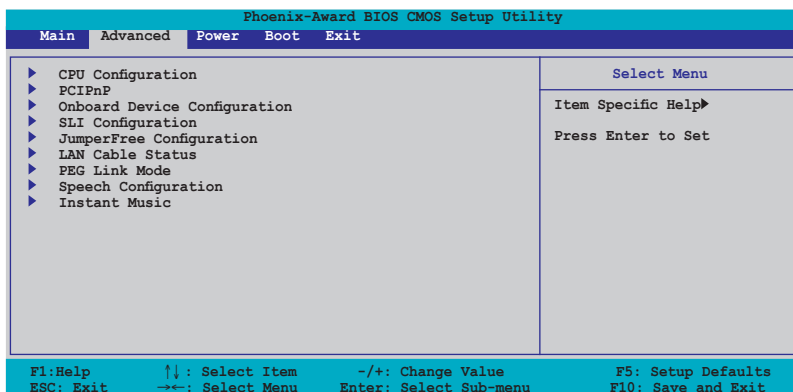 Phoenix-Award BIOS CMOS Setup Utility
Main Advanced Power Boot Exit
CPU Configuration
PCIPnP
Onboard Device Configuration
SLI Configuration
JumperFree Configuration
LAN Cable Status
PEG Link Mode
Speech Configuration
Instant Music
Select Menu
Item Specific Help▶
Press Enter to Set
F1:Help ↑↓: Select Item -/+: Change Value F5: Setup Defaults
ESC: Exit →←: Select Menu Enter: Select Sub-menu F10: Save and Exit